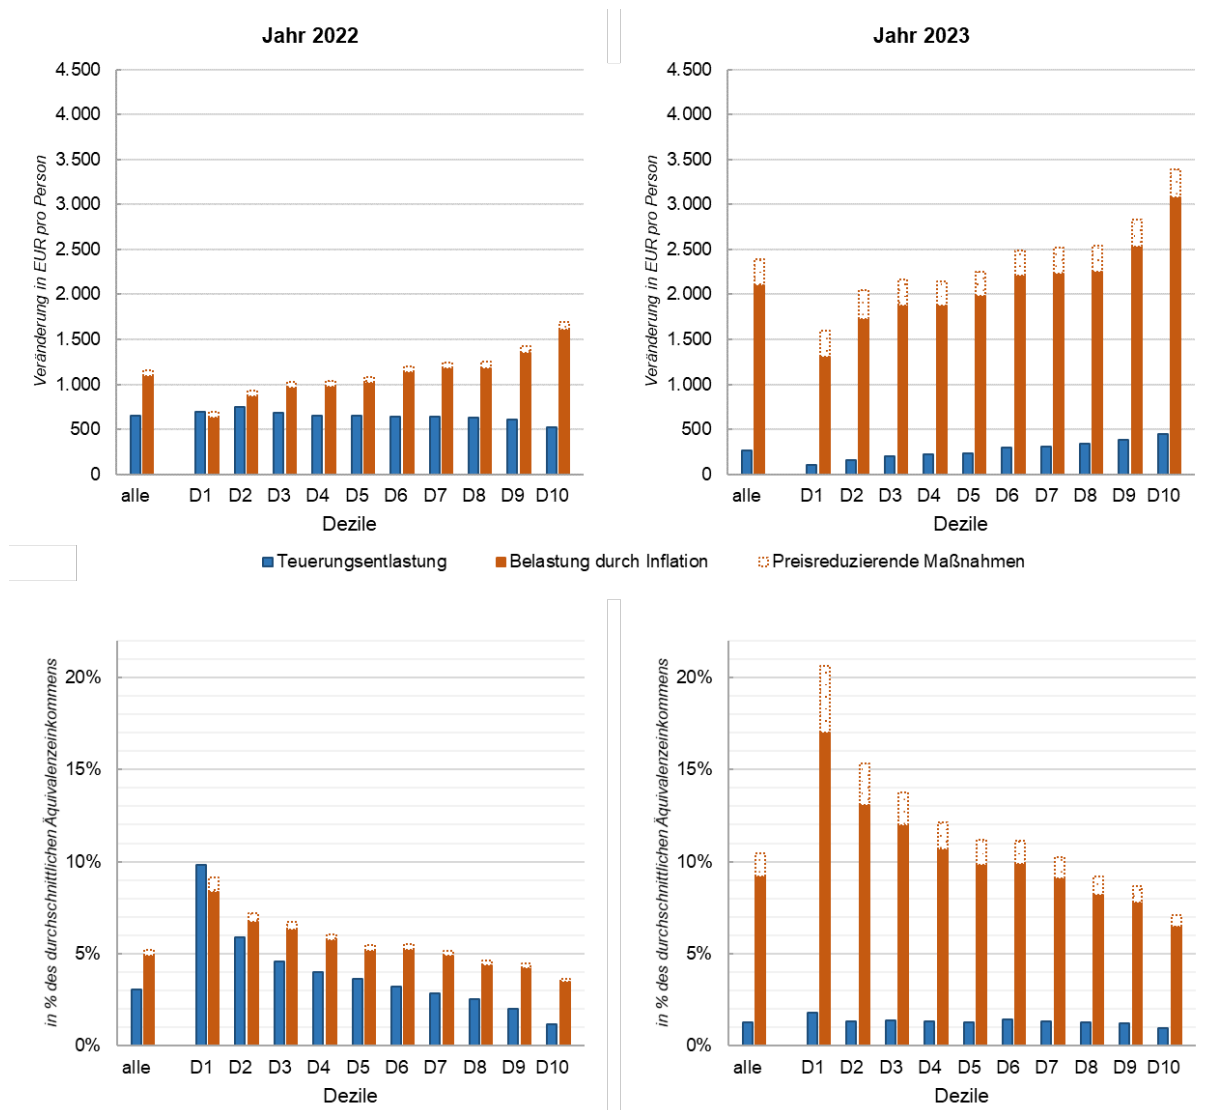 Jahr 2022
Veränderung in EUR pro Person
4.500
4.000
3.500
3.000
2.500
2.000
1.500
1.000
500
0
alle D1 D2 D3 D4 D5 D6 D7 D8 D9 D10
Dezile
Jahr 2023
Veränderung in EUR pro Person
4.500
4.000
3.500
3.000
2.500
2.000
1.500
1.000
500
0
alle D1 D2 D3 D4 D5 D6 D7 D8 D9 D10
Dezile
Teuerungsentlastung Belastung durch Inflation Preisreduzierende Maßnahmen
in % des durchschnittlichen Äquivalenzeinkommens
20%
15%
10%
5%
0%
alle D1 D2 D3 D4 D5 D6 D7 D8 D9 D10
Dezile
in % des durchschnittlichen Äquivalenzeinkommens
20%
15%
10%
5%
0%
alle D1 D2 D3 D4 D5 D6 D7 D8 D9 D10
Dezile